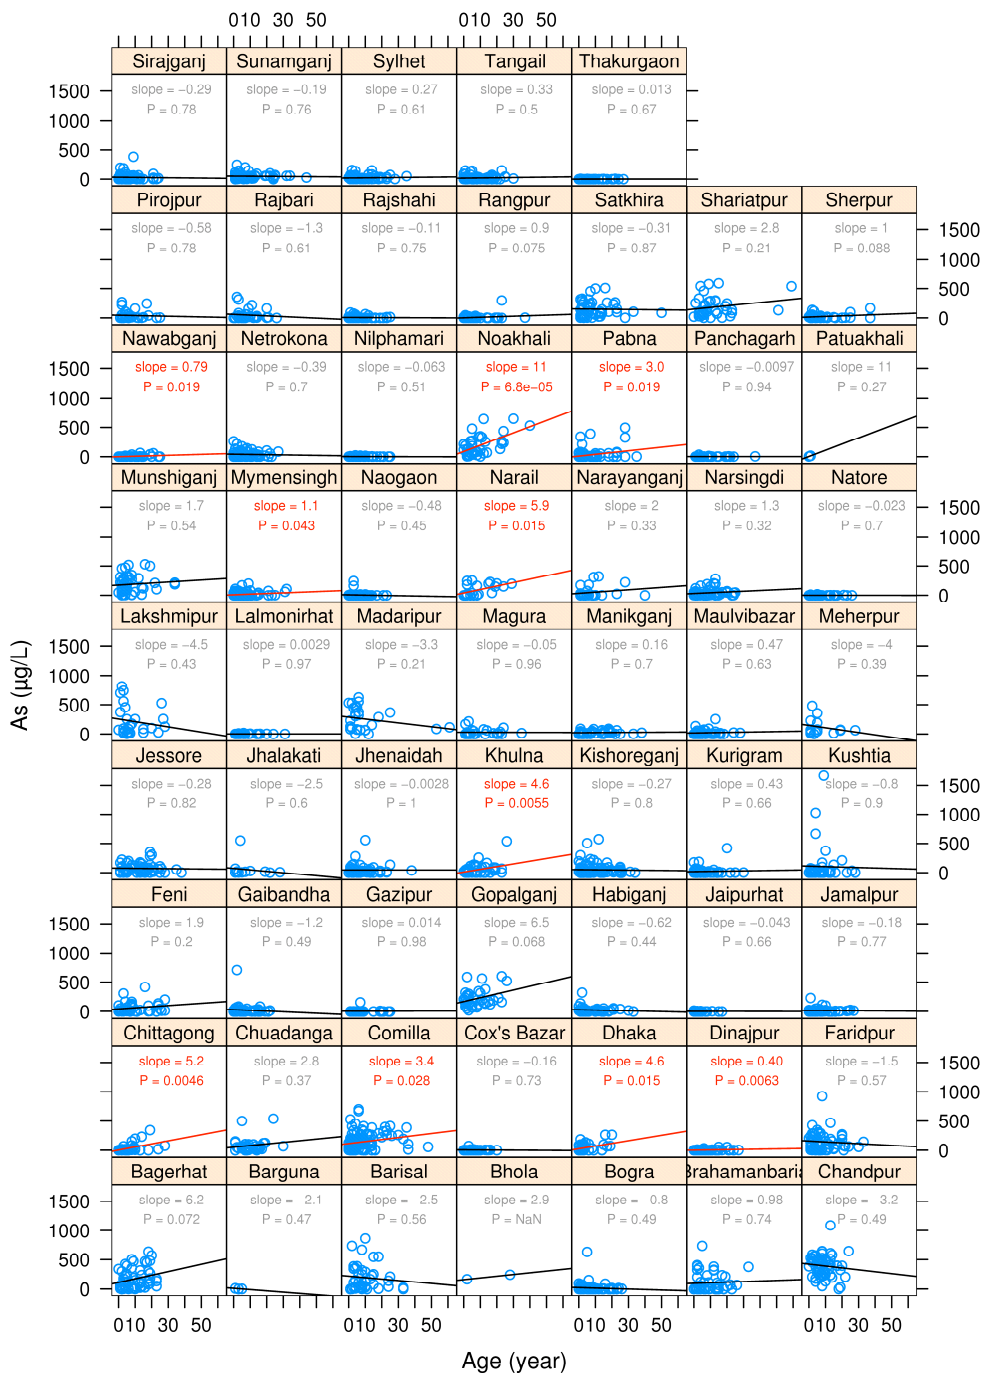 010 30 50 010 30 50
Sirajganj Sunamganj Sylhet Tangail Thakurgaon
slope = −0.29 slope = −0.19 slope = 0.27 slope = 0.33 slope = 0.013
P = 0.78 P = 0.76 P = 0.61 P = 0.5 P = 0.67
1500
1000
500
0
Pirojpur Rajbari Rajshahi Rangpur Satkhira Shariatpur Sherpur
slope = −0.58 slope = −1.3 slope = −0.11 slope = 0.9 slope = −0.31 slope = 2.8 slope = 1
P = 0.78 P = 0.61 P = 0.75 P = 0.075 P = 0.87 P = 0.21 P = 0.088
1500
1000
500
0
Nawabganj Netrokona Nilphamari Noakhali Pabna Panchagarh Patuakhali
slope = 0.79 slope = −0.39 slope = −0.063 slope = 11 slope = 3.0 slope = −0.0097 slope = 11
P = 0.019 P = 0.7 P = 0.51 P = 6.8e−05 P = 0.019 P = 0.94 P = 0.27
1500
1000
500
0
Munshiganj Mymensingh Naogaon Narail Narayanganj Narsingdi Natore
slope = 1.7 slope = 1.1 slope = −0.48 slope = 5.9 slope = 2 slope = 1.3 slope = −0.023
P = 0.54 P = 0.043 P = 0.45 P = 0.015 P = 0.33 P = 0.32 P = 0.7
1500
1000
500
0
Lakshmipur Lalmonirhat Madaripur Magura Manikganj Maulvibazar Meherpur
slope = −4.5 slope = 0.0029 slope = −3.3 slope = −0.05 slope = 0.16 slope = 0.47 slope = −4
P = 0.43 P = 0.97 P = 0.21 P = 0.96 P = 0.7 P = 0.63 P = 0.39
1500
1000
500
0
As (µg/L)
Jessore Jhalakati Jhenaidah Khulna Kishoreganj Kurigram Kushtia
slope = −0.28 slope = −2.5 slope = −0.0028 slope = 4.6 slope = −0.27 slope = 0.43 slope = −0.8
P = 0.82 P = 0.6 P = 1 P = 0.0055 P = 0.8 P = 0.66 P = 0.9
1500
1000
500
0
Feni Gaibandha Gazipur Gopalganj Habiganj Jaipurhat Jamalpur
slope = 1.9 slope = −1.2 slope = 0.014 slope = 6.5 slope = −0.62 slope = −0.043 slope = −0.18
P = 0.2 P = 0.49 P = 0.98 P = 0.068 P = 0.44 P = 0.66 P = 0.77
1500
1000
500
0
Chittagong Chuadanga Comilla Cox's Bazar Dhaka Dinajpur Faridpur
slope = 5.2 slope = 2.8 slope = 3.4 slope = −0.16 slope = 4.6 slope = 0.40 slope = −1.5
P = 0.0046 P = 0.37 P = 0.028 P = 0.73 P = 0.015 P = 0.0063 P = 0.57
1500
1000
500
0
Bagerhat Barguna Barisal Bhola Bogra Brahamanbaria Chandpur
slope = 6.2 slope = −2.1 slope = −2.5 slope = 2.9 slope = −0.8 slope = 0.98 slope = −3.2
P = 0.072 P = 0.47 P = 0.56 P = NaN P = 0.49 P = 0.74 P = 0.49
1500
1000
500
0
010 30 50 010 30 50 010 30 50 010 30 50
Age (year)